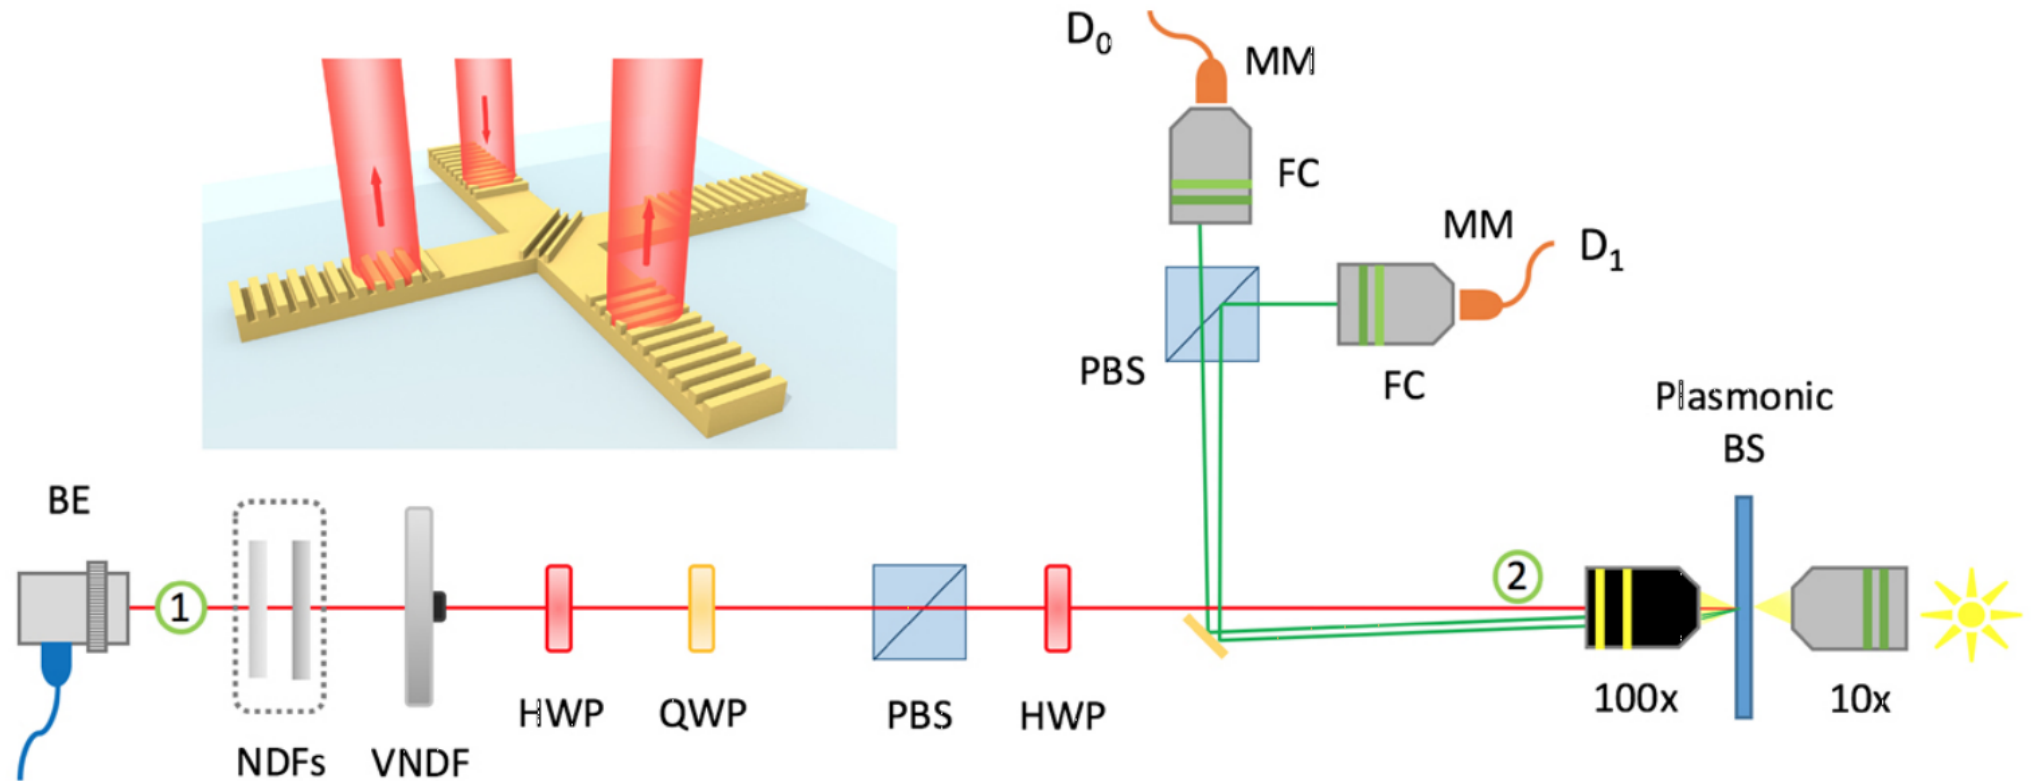 D0
MM
FC
MM
D1
PBS
FC
Plasmonic
BS
BE
1
2
HWP
QWP
PBS
HWP
100x
10x
NDFs
VNDF